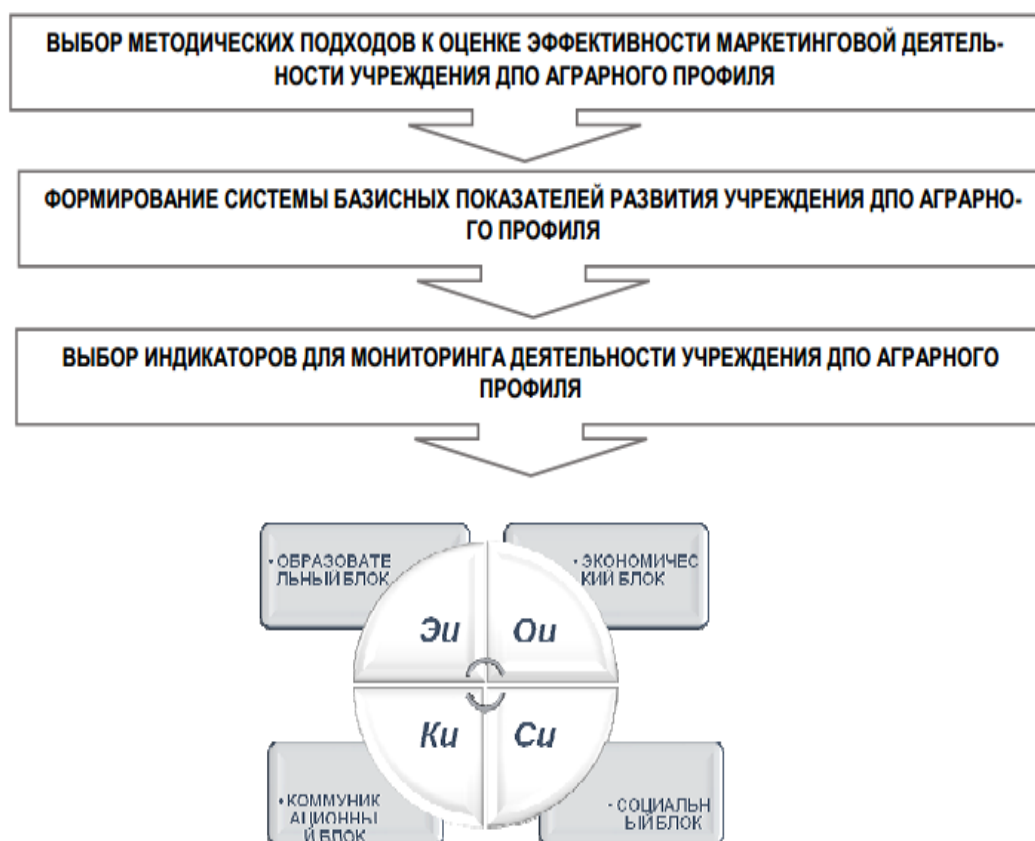 ВЫБОР МЕТОДИЧЕСКИХ ПОДХОДОВ К ОЦЕНКЕ ЭФФЕКТИВНОСТИ МАРКЕТИНГОВОЙ ДЕЯТЕЛЬ-
НОСТИ УЧРЕЖДЕНИЯ ДПО АГРАРНОГО ПРОФИЛЯ
ФОРМИРОВАНИЕ СИСТЕМЫ БАЗИСНЫХ ПОКАЗАТЕЛЕЙ РАЗВИТИЯ УЧРЕЖДЕНИЯ ДПО АГРАРНО-
ГО ПРОФИЛЯ
ВЫБОР ИНДИКАТОРОВ ДЛЯ МОНИТОРИНГА ДЕЯТЕЛЬНОСТИ УЧРЕЖДЕНИЯ ДПО АГРАРНОГО
ПРОФИЛЯ
• ОБРАЗОВАТЕ
ЛЬНЫЙ БЛОК
• ЭКОНОМИЧЕС
КИЙ БЛОК
Эи
Ои
Ки
Си
• КОММУНИК
АЦИОННЫ
Й БЛОК
• СОЦИАЛЬН
ЫЙ БЛОК